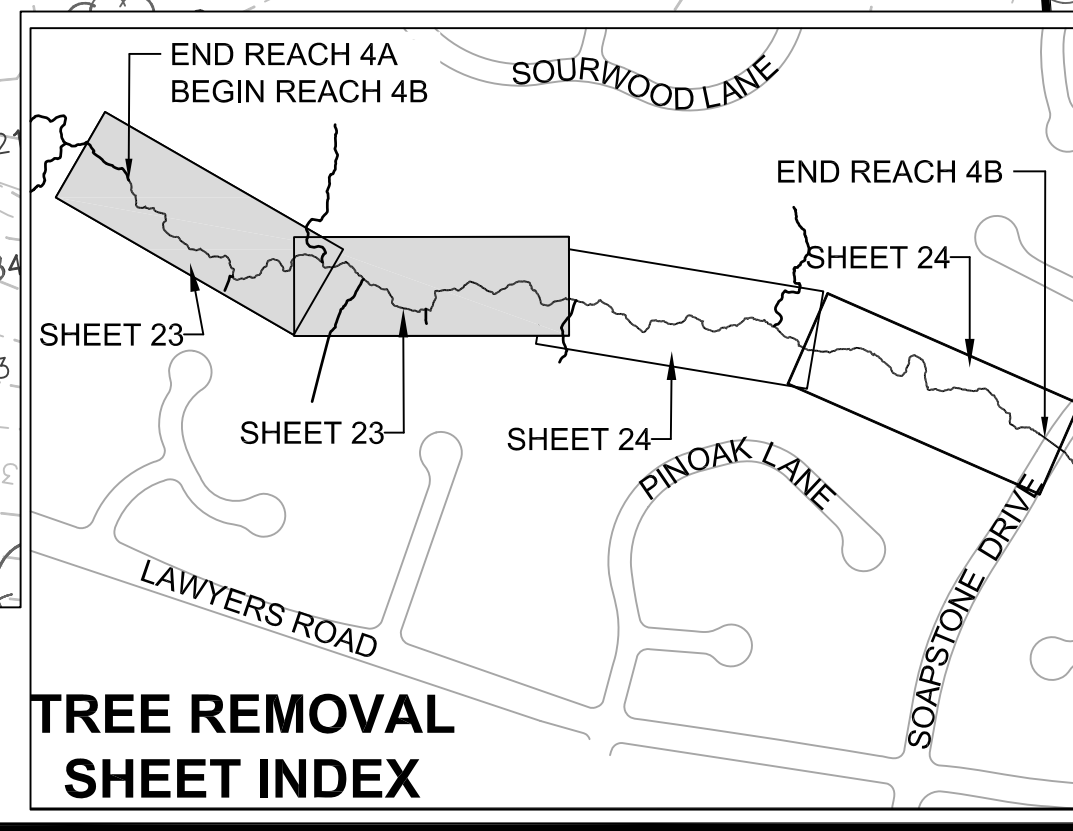 END REACH 4A
BEGIN REACH 4B
SOURWOOD LANE
END REACH 4B
SHEET 24
SHEET 23
SHEET 23
SHEET 24
PINOAK LANE
SOAPSTONE DRIVE
LAWYERS ROAD
TREE REMOVAL
SHEET INDEX